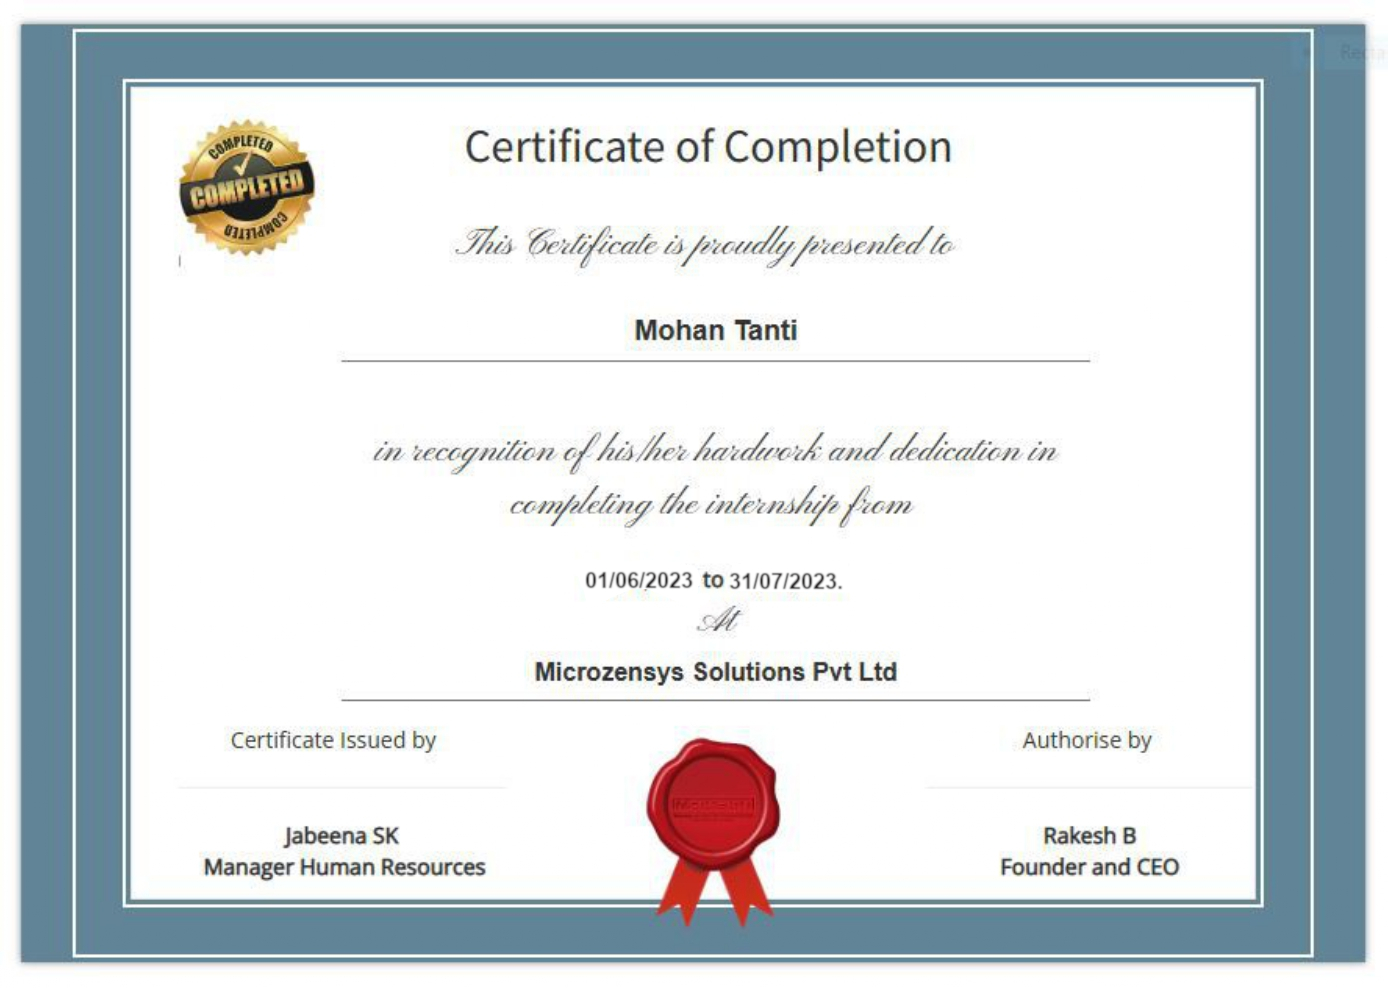 Recta
COMPLETED
COMPLETED
COMPLETED
Certificate of Completion
This Certificate is proudly presented to
Mohan Tanti
in recognition of his/her hardwork and dedication in
completing the internship from
01/06/2023 to 31/07/2023.
At
Microzensys Solutions Pvt Ltd
Certificate Issued by
Authorise by
Jabeena SK
Manager Human Resources
Rakesh B
Founder and CEO